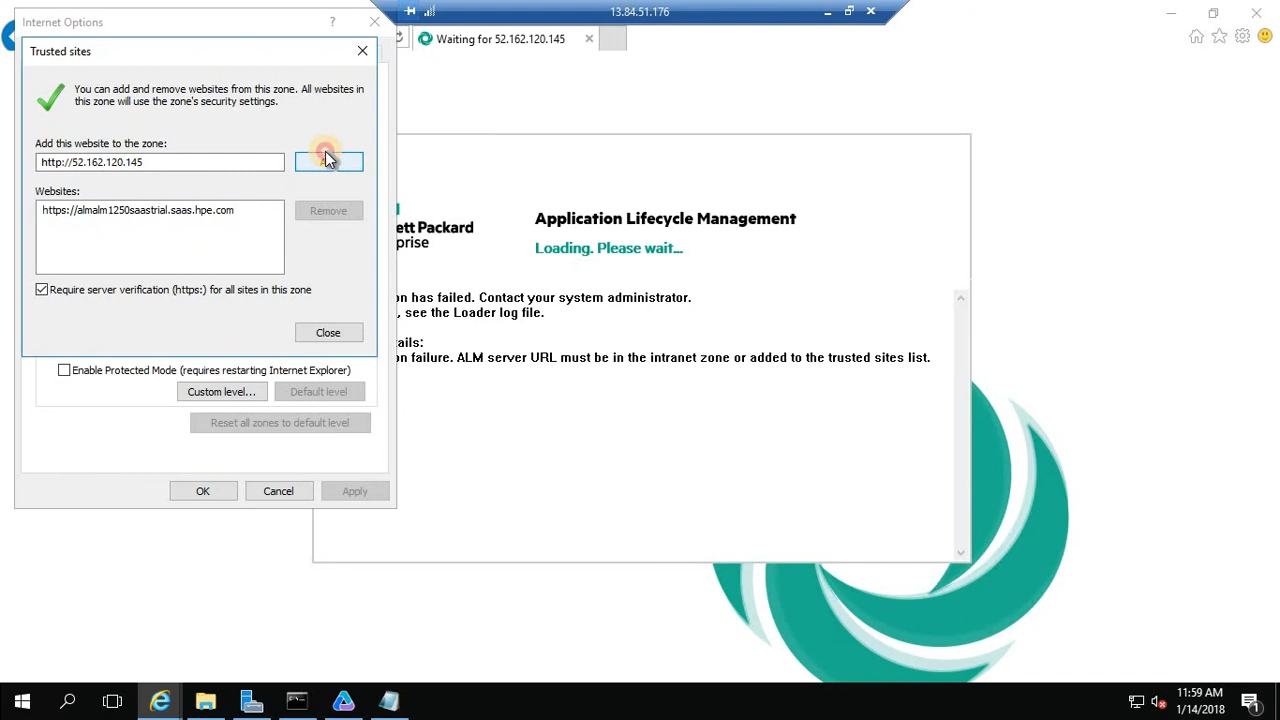 Internet Options
?
13.84.51.176
Trusted sites
Waiting for 52.162.120.145
You can add and remove websites from this zone. All websites in
this zone will use the zone's security settings.
Add this website to the zone:
http://52.162.120.145
Websites:
https://almalm1250saastrial.saas.hpe.com
Remove
Require server verification (https:) for all sites in this zone
Close
ett Packard
rprise
Application Lifecycle Management
Loading. Please wait...
on has failed. Contact your system administrator.
, see the Loader log file.
tails:
on failure. ALM server URL must be in the intranet zone or added to the trusted sites list.
Enable Protected Mode (requires restarting Internet Explorer)
Custom level...
Default level
Reset all zones to default level
OK
Cancel
Apply
11:59 AM
1/14/2018
1